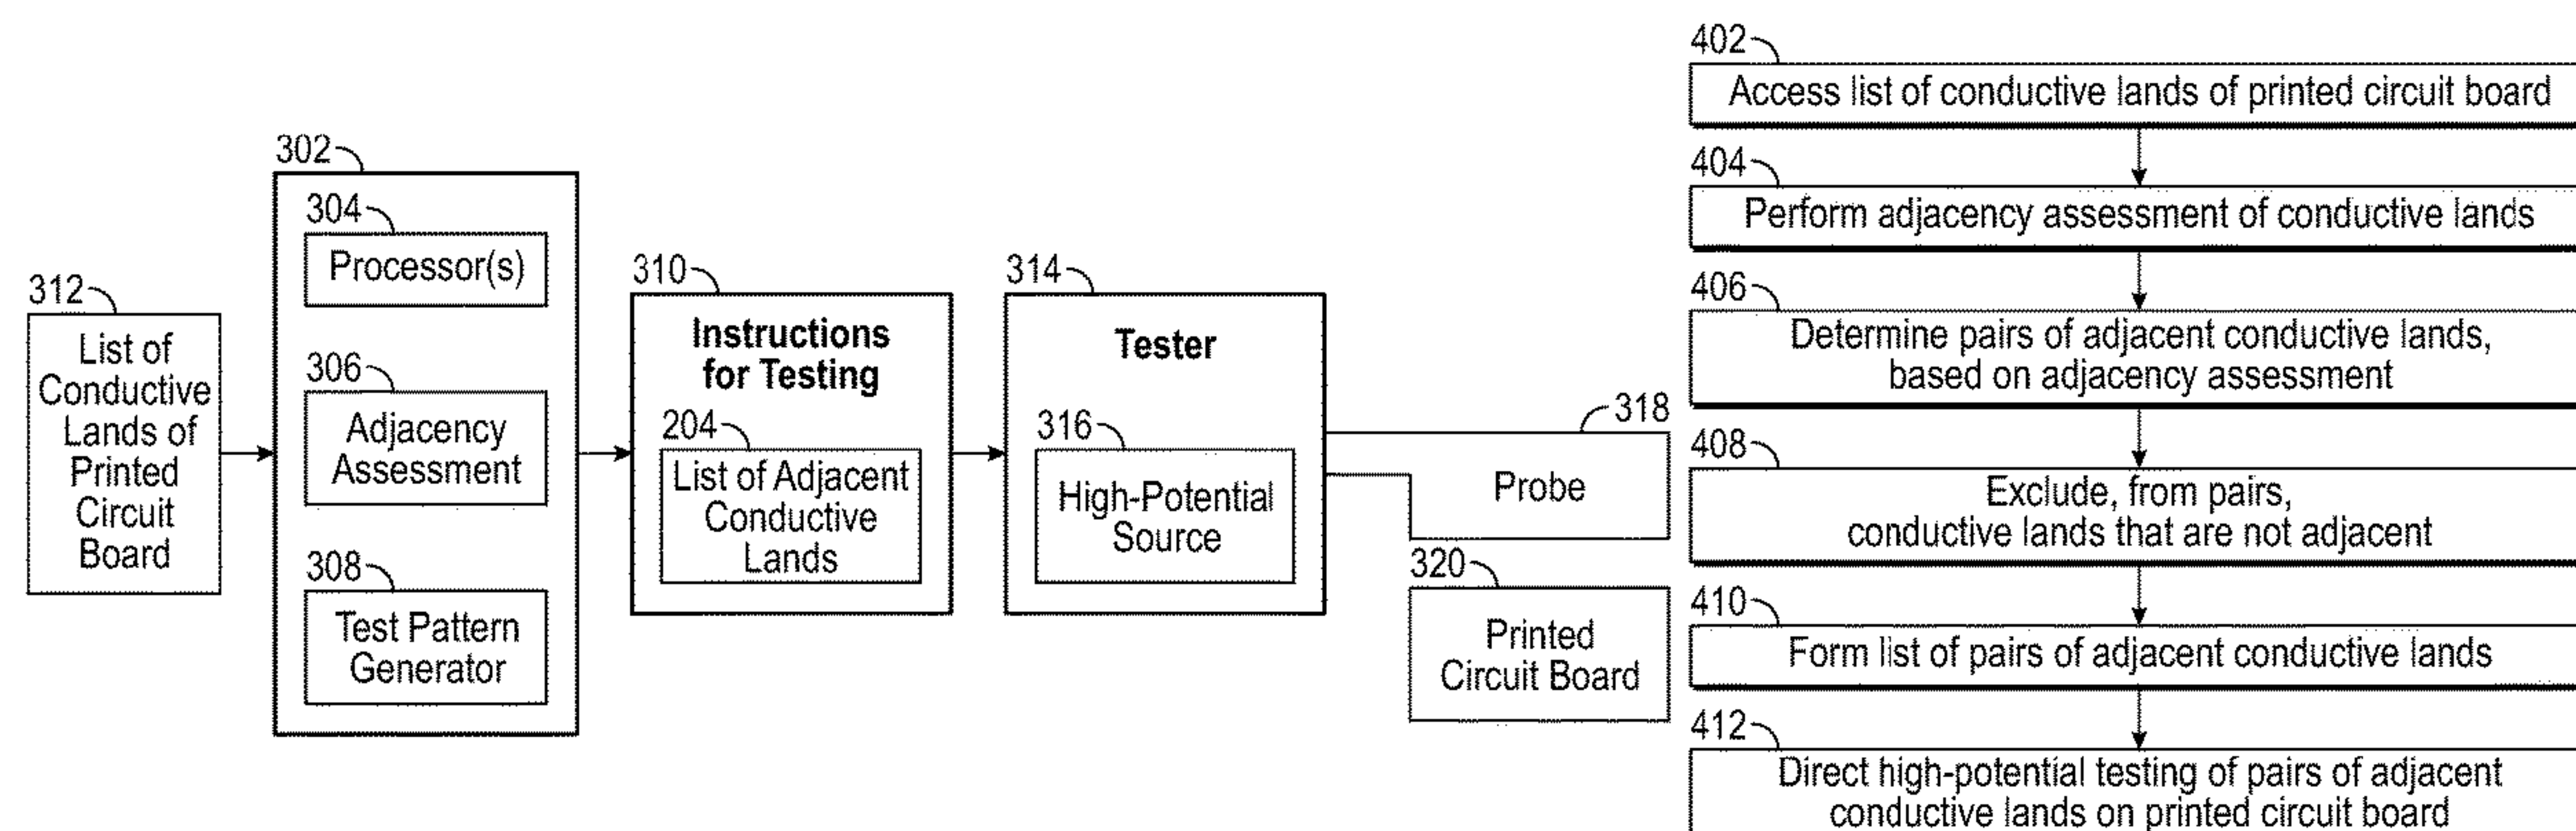 312
List of
Conductive
Lands of
Printed
Circuit
Board
302
304
Processor(s)
306
Adjacency
Assessment
308
Test Pattern
Generator
310
Instructions
for Testing
204
List of Adjacent
Conductive
Lands
314
Tester
316
High-Potential
Source
318
Probe
320
Printed
Circuit Board
402
Access list of conductive lands of printed circuit board
404
Perform adjacency assessment of conductive lands
406
Determine pairs of adjacent conductive lands,
based on adjacency assessment
408
Exclude, from pairs,
conductive lands that are not adjacent
410
Form list of pairs of adjacent conductive lands
412
Direct high-potential testing of pairs of adjacent
conductive lands on printed circuit board